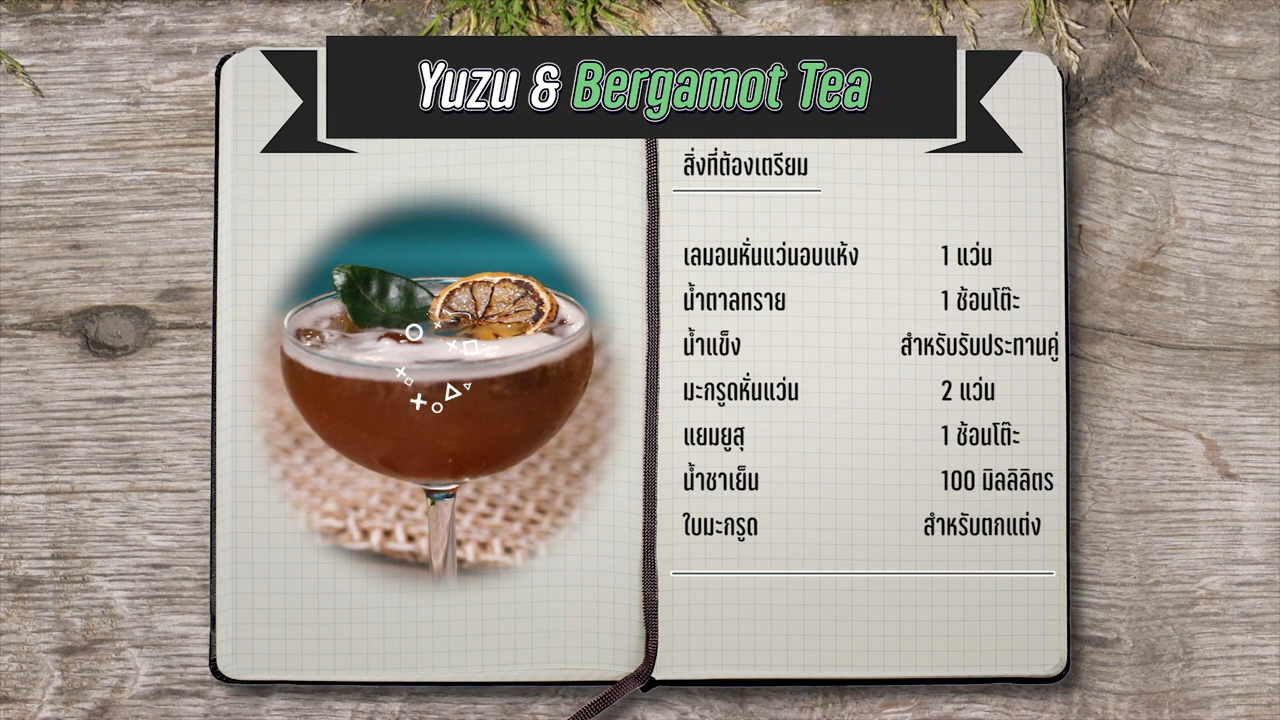 Yuzu & Bergamot Tea
สิ่งที่ต้องเตรียม
เลมอนหั่นแว่นอบแห้ง 1 แว่น
น้ำตาลทราย 1 ช้อนโต๊ะ
น้ำแข็ง สำหรับรับประทานคู่
มะกรูดหั่นแว่น 2 แว่น
แยมยูสุ 1 ช้อนโต๊ะ
น้ำชาเย็น 100 มิลลิลิตร
ใบมะกรูด สำหรับตกแต่ง